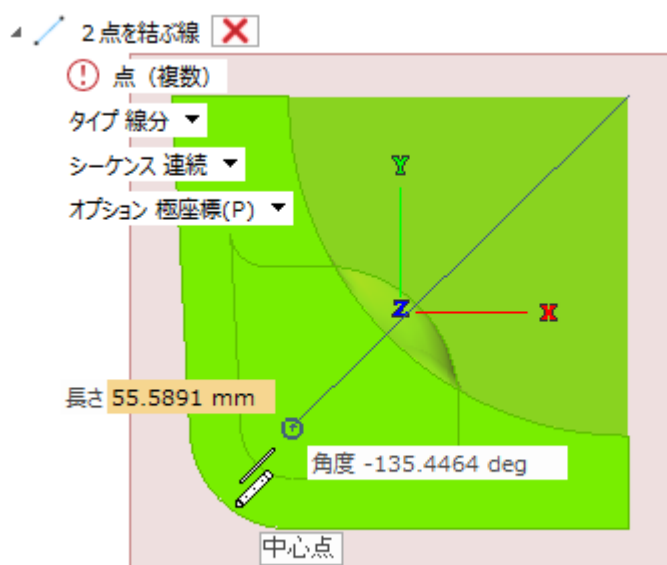 2点を結ぶ線
点（複数）
タイプ 線分
シーケンス 連続
オプション 極座標(P)
Y
Z
X
長さ 55.5891 mm
角度 -135.4464 deg
中心点